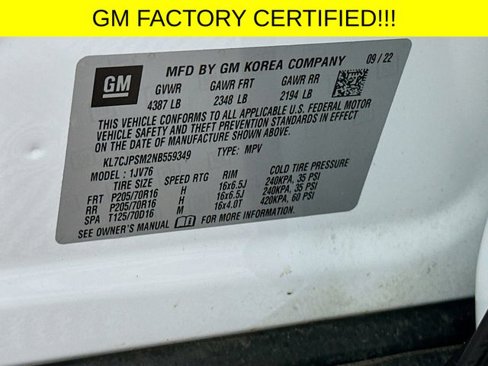 GM FACTORY CERTIFIED!!!
GM
MFD BY GM KOREA COMPANY 09/22
GVWR GAWR FRT GAWR RR
4387 LB 2348 LB 2194 LB
THIS VEHICLE CONFORMS TO ALL APPLICABLE U.S. FEDERAL MOTOR
VEHICLE SAFETY AND THEFT PREVENTION STANDARDS IN EFFECT
ON THE DATE OF MANUFACTURE SHOWN ABOVE.
KL7CJPSM2NB559349 TYPE: MPV
MODEL: 1JV76
TIRE SIZE SPEED RTG RIM COLD TIRE PRESSURE
FRT P205/70R16 H 16x6.5J 240KPA, 35 PSI
RR P205/70R16 H 16x6.5J 240KPA, 35 PSI
SPA T125/70D16 M 16x4.0T 420KPA, 60 PSI
SEE OWNER'S MANUAL FOR MORE INFORMATION.